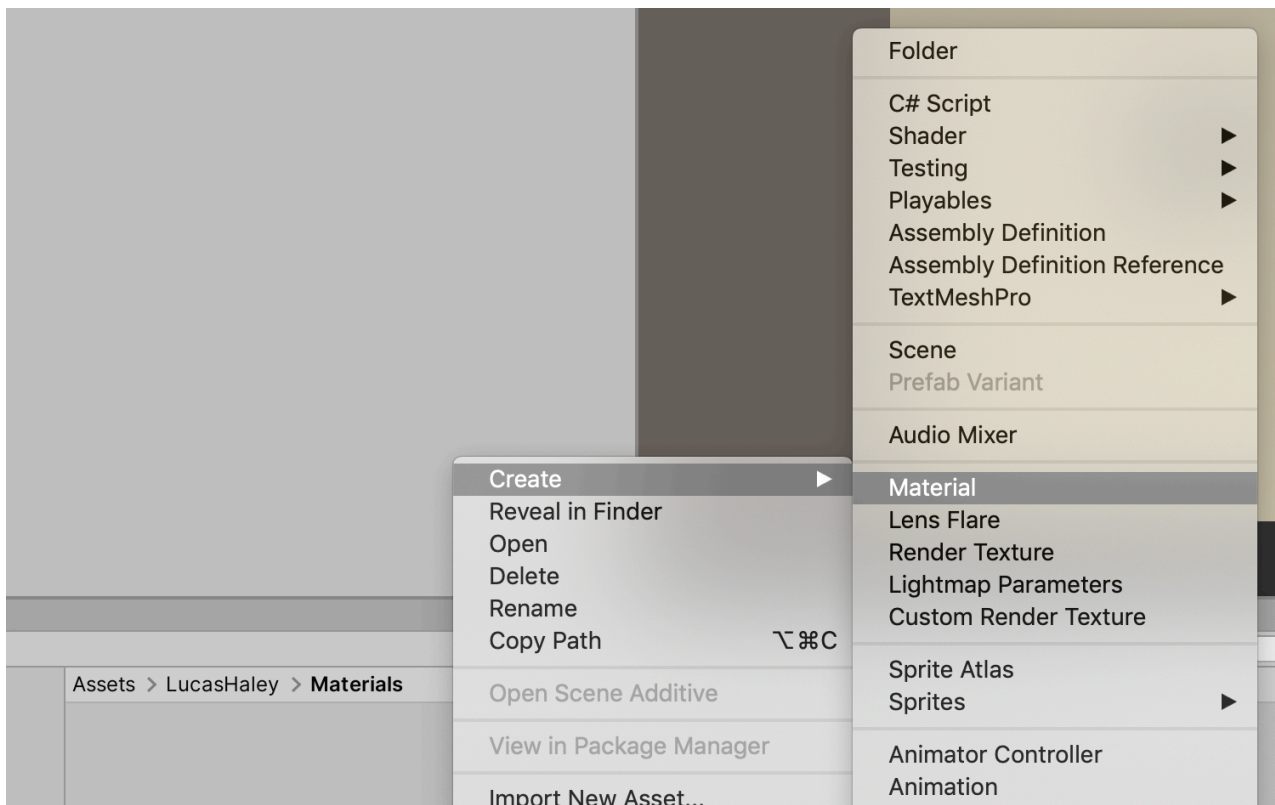 Folder
C# Script
Shader
Testing
Playables
Assembly Definition
Assembly Definition Reference
TextMeshPro
Scene
Prefab Variant
Audio Mixer
Material
Lens Flare
Render Texture
Lightmap Parameters
Custom Render Texture
Sprite Atlas
Sprites
Animator Controller
Animation
Create
Reveal in Finder
Open
Delete
Rename
Copy Path ⌥⌘C
Open Scene Additive
View in Package Manager
Import New Asset...
Assets > LucasHaley > Materials